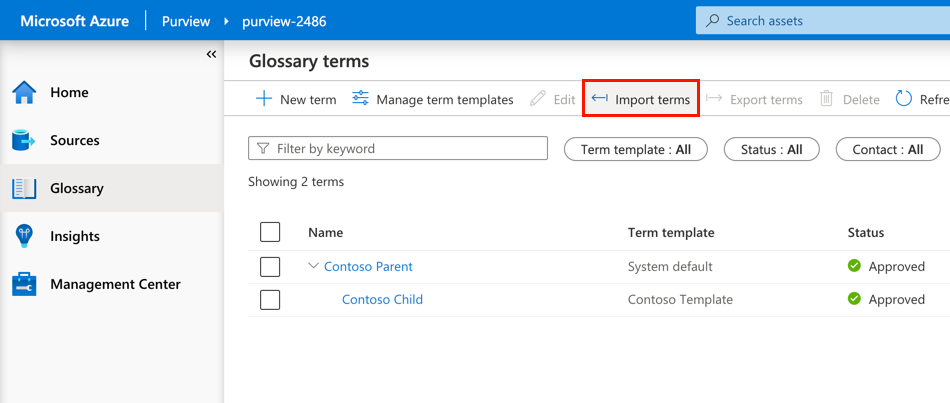 Microsoft Azure Purview purview-2486 Search assets
Glossary terms
Home
New term Manage term templates Edit Import terms Export terms Delete Refre
Sources
Filter by keyword Term template : All Status : All Contact : All
Showing 2 terms
Glossary
Insights
Name Term template Status
Contoso Parent System default Approved
Management Center
Contoso Child Contoso Template Approved